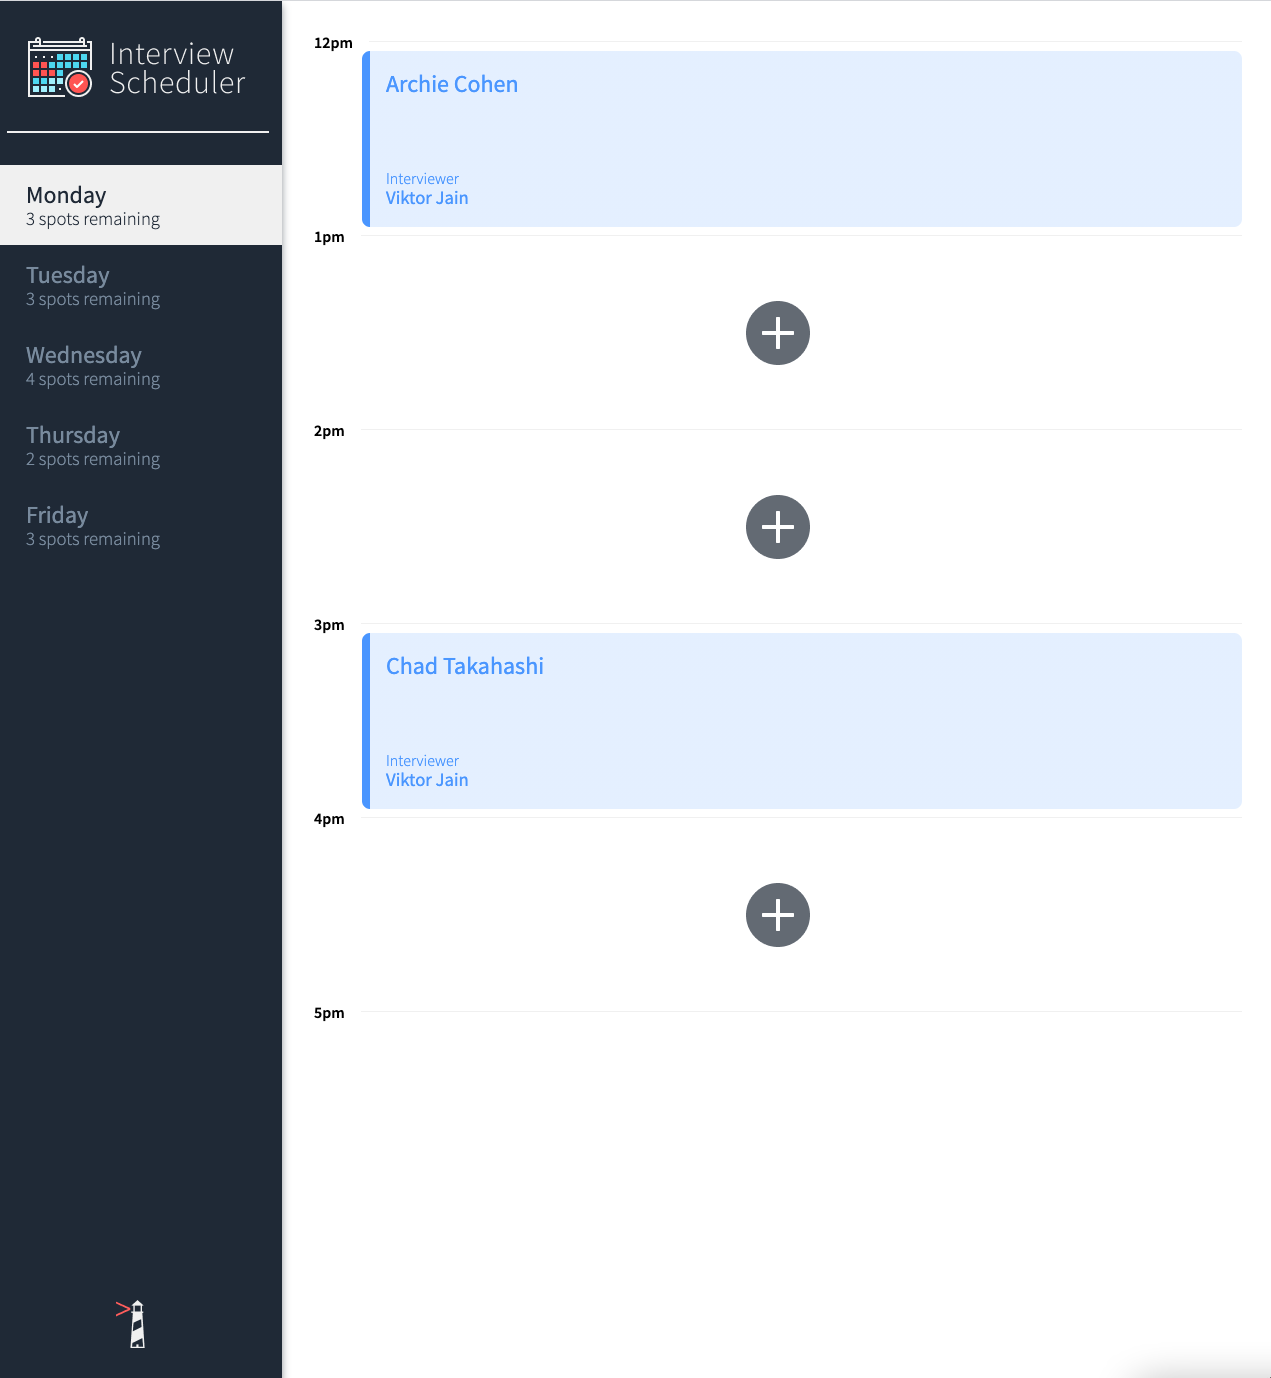 Interview
Scheduler
Monday
3 spots remaining
Tuesday
3 spots remaining
Wednesday
4 spots remaining
Thursday
2 spots remaining
Friday
3 spots remaining
12pm
Archie Cohen
Interviewer
Viktor Jain
1pm
2pm
3pm
Chad Takahashi
Interviewer
Viktor Jain
4pm
5pm